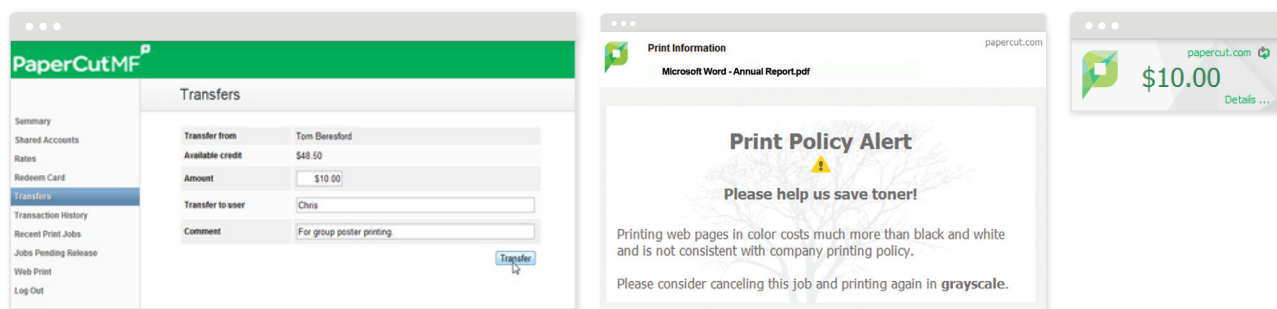 PaperCutMF
Transfers
Summary
Shared Accounts
Rates
Redeem Card
Transfers
Transaction History
Recent Print Jobs
Jobs Pending Release
Web Print
Log Out
Transfer from Tom Beresford
Available credit $48.50
Amount $10.00
Transfer to user Chris
Comment For group poster printing.
Transfer
Print Information
papercut.com
Microsoft Word - Annual Report.pdf
Print Policy Alert
Please help us save toner!
Printing web pages in color costs much more than black and white
and is not consistent with company printing policy.
Please consider canceling this job and printing again in grayscale.
papercut.com
$10.00
Details ...